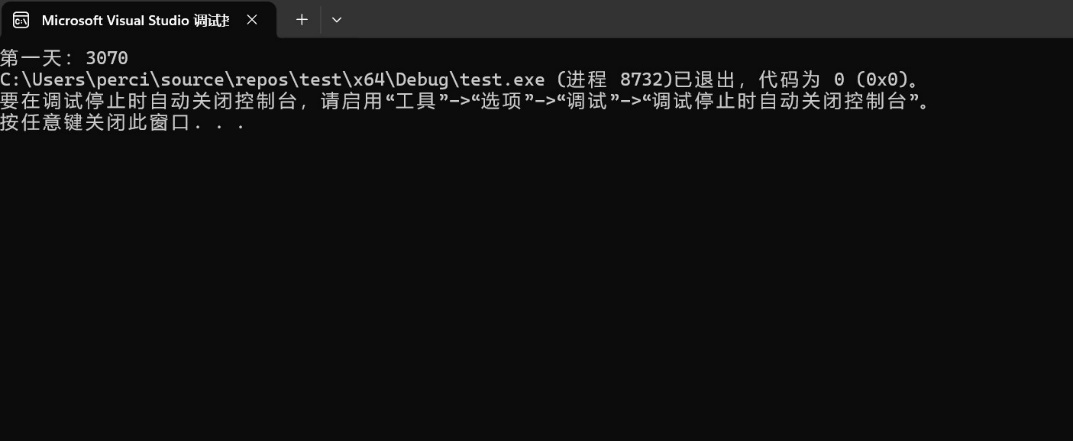 Microsoft Visual Studio 调试控
第一天: 3070
C:\Users\perci\source\repos\test\x64\Debug\test.exe (进程 8732)已退出，代码为 0 (0x0)。
要在调试停止时自动关闭控制台，请启用“工具”->“选项”->“调试”->“调试停止时自动关闭控制台”。
按任意键关闭此窗口. . .